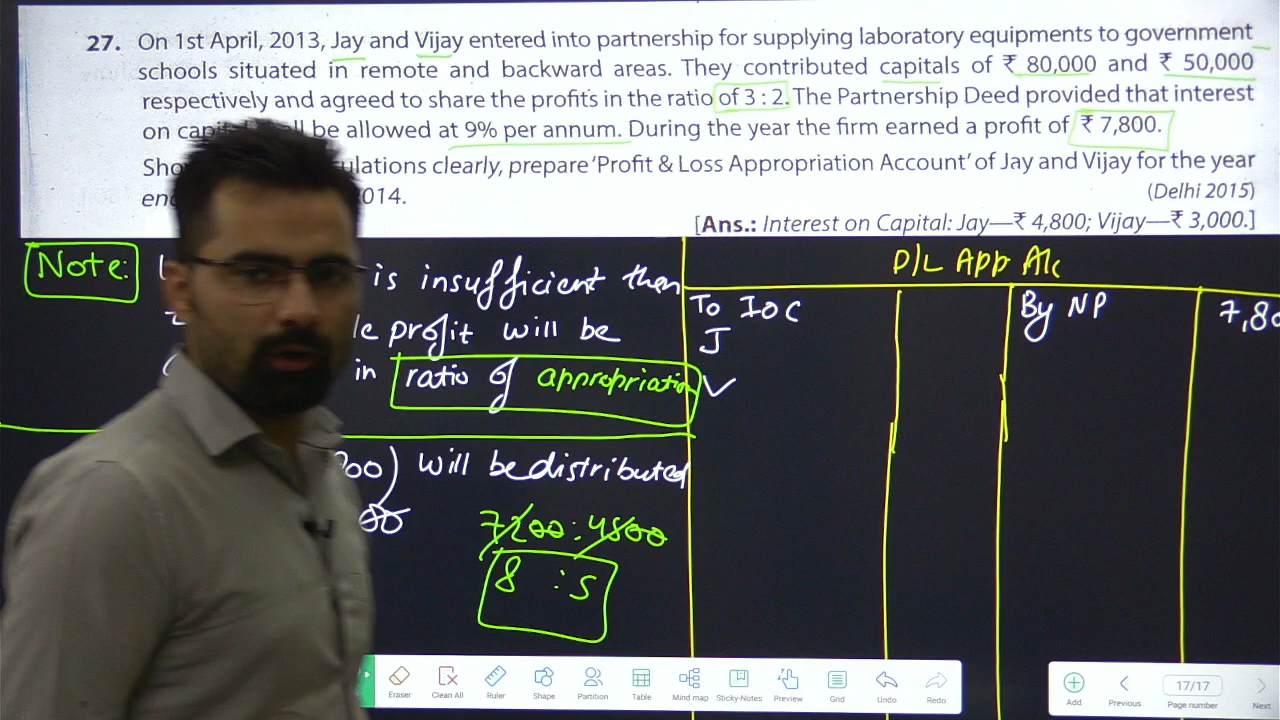 27. On 1st April, 2013, Jay and Vijay entered into partnership for supplying laboratory equipments to government
schools situated in remote and backward areas. They contributed capitals of ₹ 80,000 and ₹ 50,000
respectively and agreed to share the profits in the ratio of 3 : 2. The Partnership Deed provided that interest
on be allowed at 9% per annum. During the year the firm earned a profit of ₹ 7,800.
clearly, prepare 'Profit & Loss Appropriation Account' of Jay and Vijay for the year
014.
(Delhi 2015)
[Ans.: Interest on Capital: Jay—₹ 4,800; Vijay—₹ 3,000.]
Note:
is insufficient then
profit will be
in ratio of appropriation
00) will be distributed
7200 : 4800
8 : 5
P/L App A/c
To IOC
J
V
By NP
7,80
Eraser
Clean All
Ruler
Shape
Partition
Table
Mind map
Sticky-Notes
Preview
Grid
Undo
Redo
Add
Previous
17/17
Page number
Next